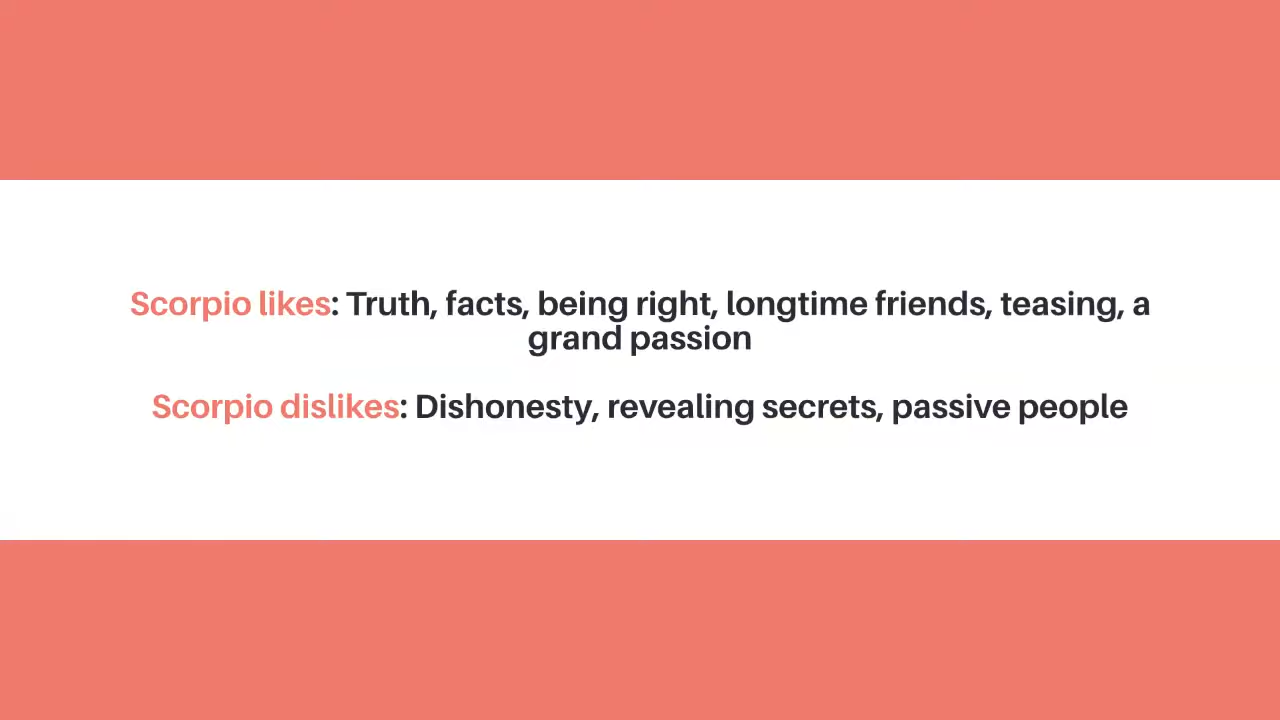 Scorpio likes: Truth, facts, being right, longtime friends, teasing, a
grand passion
Scorpio dislikes: Dishonesty, revealing secrets, passive people